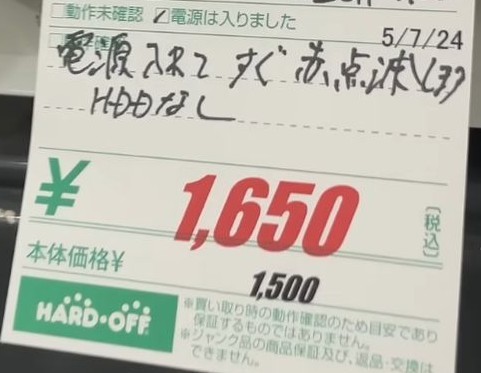 動作未確認 ✓電源は入りました
5/7/24
電源入れてすぐ赤点滅
HDDなし
¥1,650
〔税込〕
本体価格¥ 1,500
HARD・OFF
※買い取り時の動作確認のため目安であり
保証するものではありません。
※ジャンク品の商品保証及び、返品・交換は
できません。